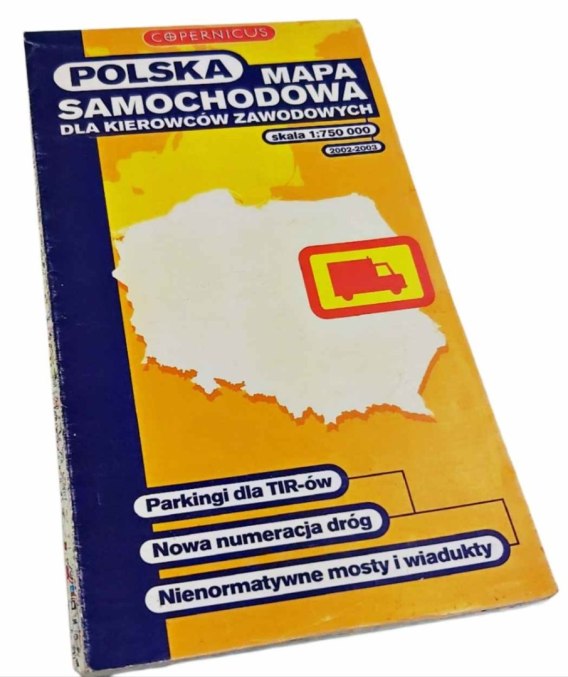 COPERNICUS
POLSKA MAPA
SAMOCHODOWA
DLA KIEROWCÓW ZAWODOWYCH
skala 1:750 000
2002-2003
Parkingi dla TIR-ów
Nowa numeracja dróg
Nienormatywne mosty i wiadukty